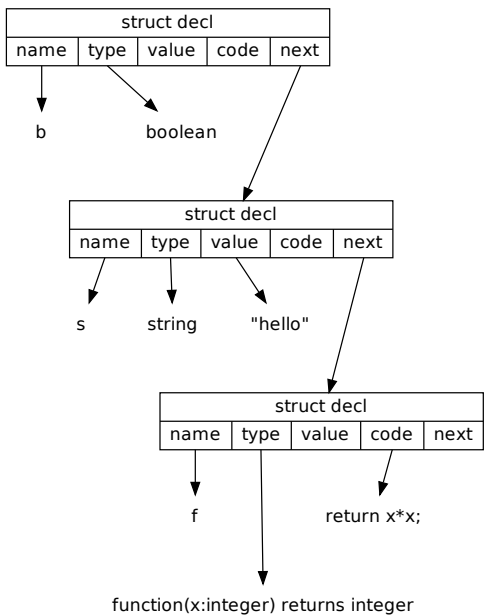 struct decl
name type value code next
b boolean
struct decl
name type value code next
s string "hello"
struct decl
name type value code next
f return x*x;
function(x:integer) returns integer